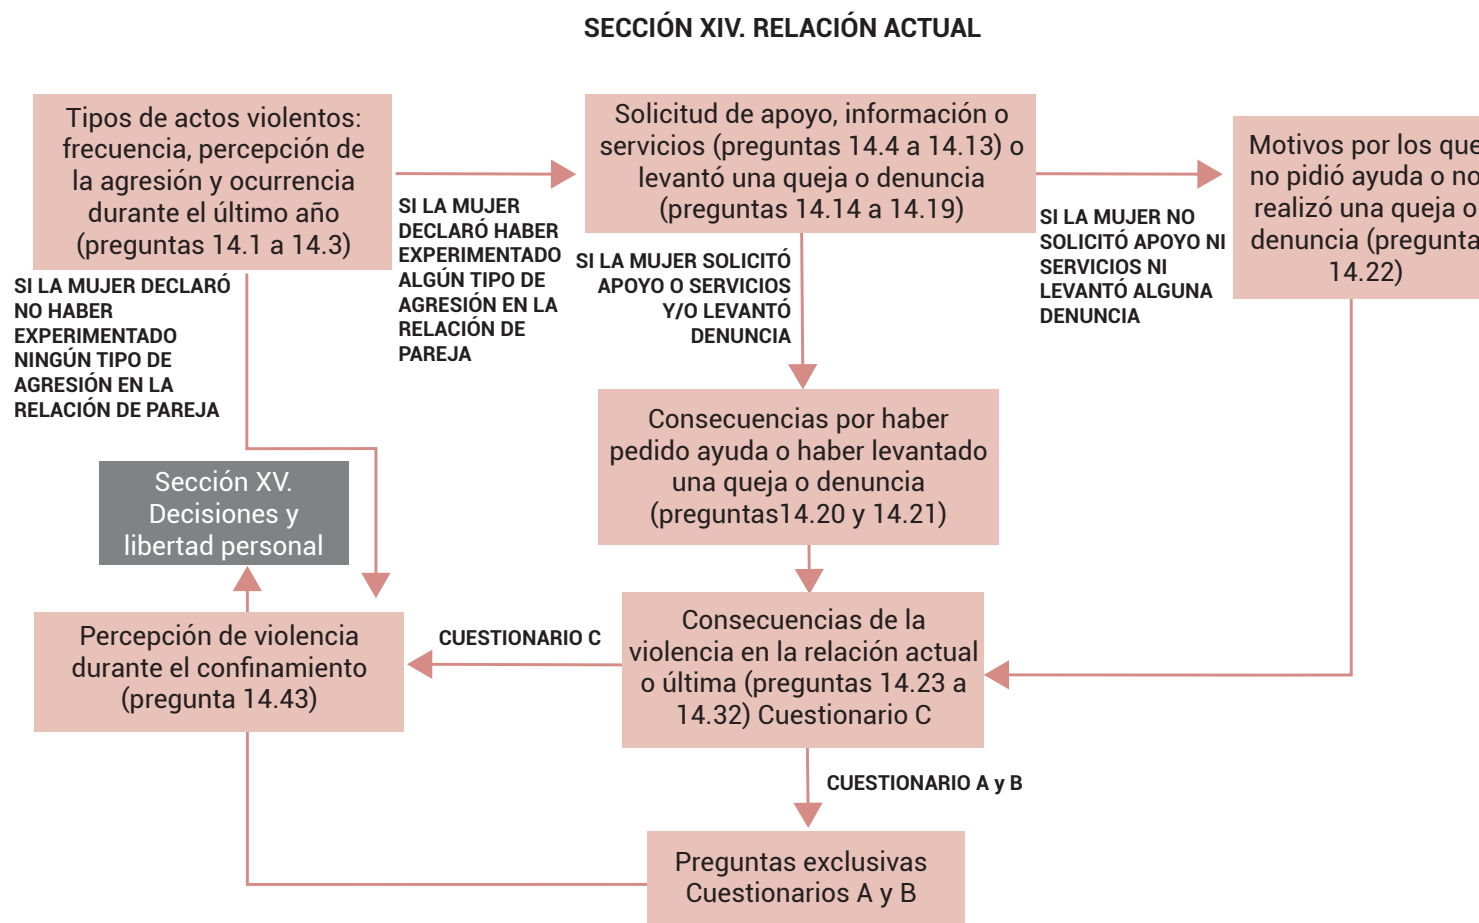 SECCIÓN XIV. RELACIÓN ACTUAL
Tipos de actos violentos:
frecuencia, percepción de
la agresión y ocurrencia
durante el último año
(preguntas 14.1 a 14.3)
SI LA MUJER
DECLARÓ HABER
EXPERIMENTADO
ALGÚN TIPO DE
AGRESIÓN EN LA
RELACIÓN DE
PAREJA
Solicitud de apoyo, información o
servicios (preguntas 14.4 a 14.13) o
levantó una queja o denuncia
(preguntas 14.14 a 14.19)
SI LA MUJER NO
SOLICITÓ APOYO NI
SERVICIOS NI
LEVANTÓ ALGUNA
DENUNCIA
Motivos por los que
no pidió ayuda o no
realizó una queja o
denuncia (pregunta
14.22)
SI LA MUJER DECLARÓ
NO HABER
EXPERIMENTADO
NINGÚN TIPO DE
AGRESIÓN EN LA
RELACIÓN DE PAREJA
SI LA MUJER SOLICITÓ
APOYO O SERVICIOS
Y/O LEVANTÓ
DENUNCIA
Consecuencias por haber
pedido ayuda o haber levantado
una queja o denuncia
(preguntas14.20 y 14.21)
Sección XV.
Decisiones y
libertad personal
Percepción de violencia
durante el confinamiento
(pregunta 14.43)
CUESTIONARIO C
Consecuencias de la
violencia en la relación actual
o última (preguntas 14.23 a
14.32) Cuestionario C
CUESTIONARIO A y B
Preguntas exclusivas
Cuestionarios A y B